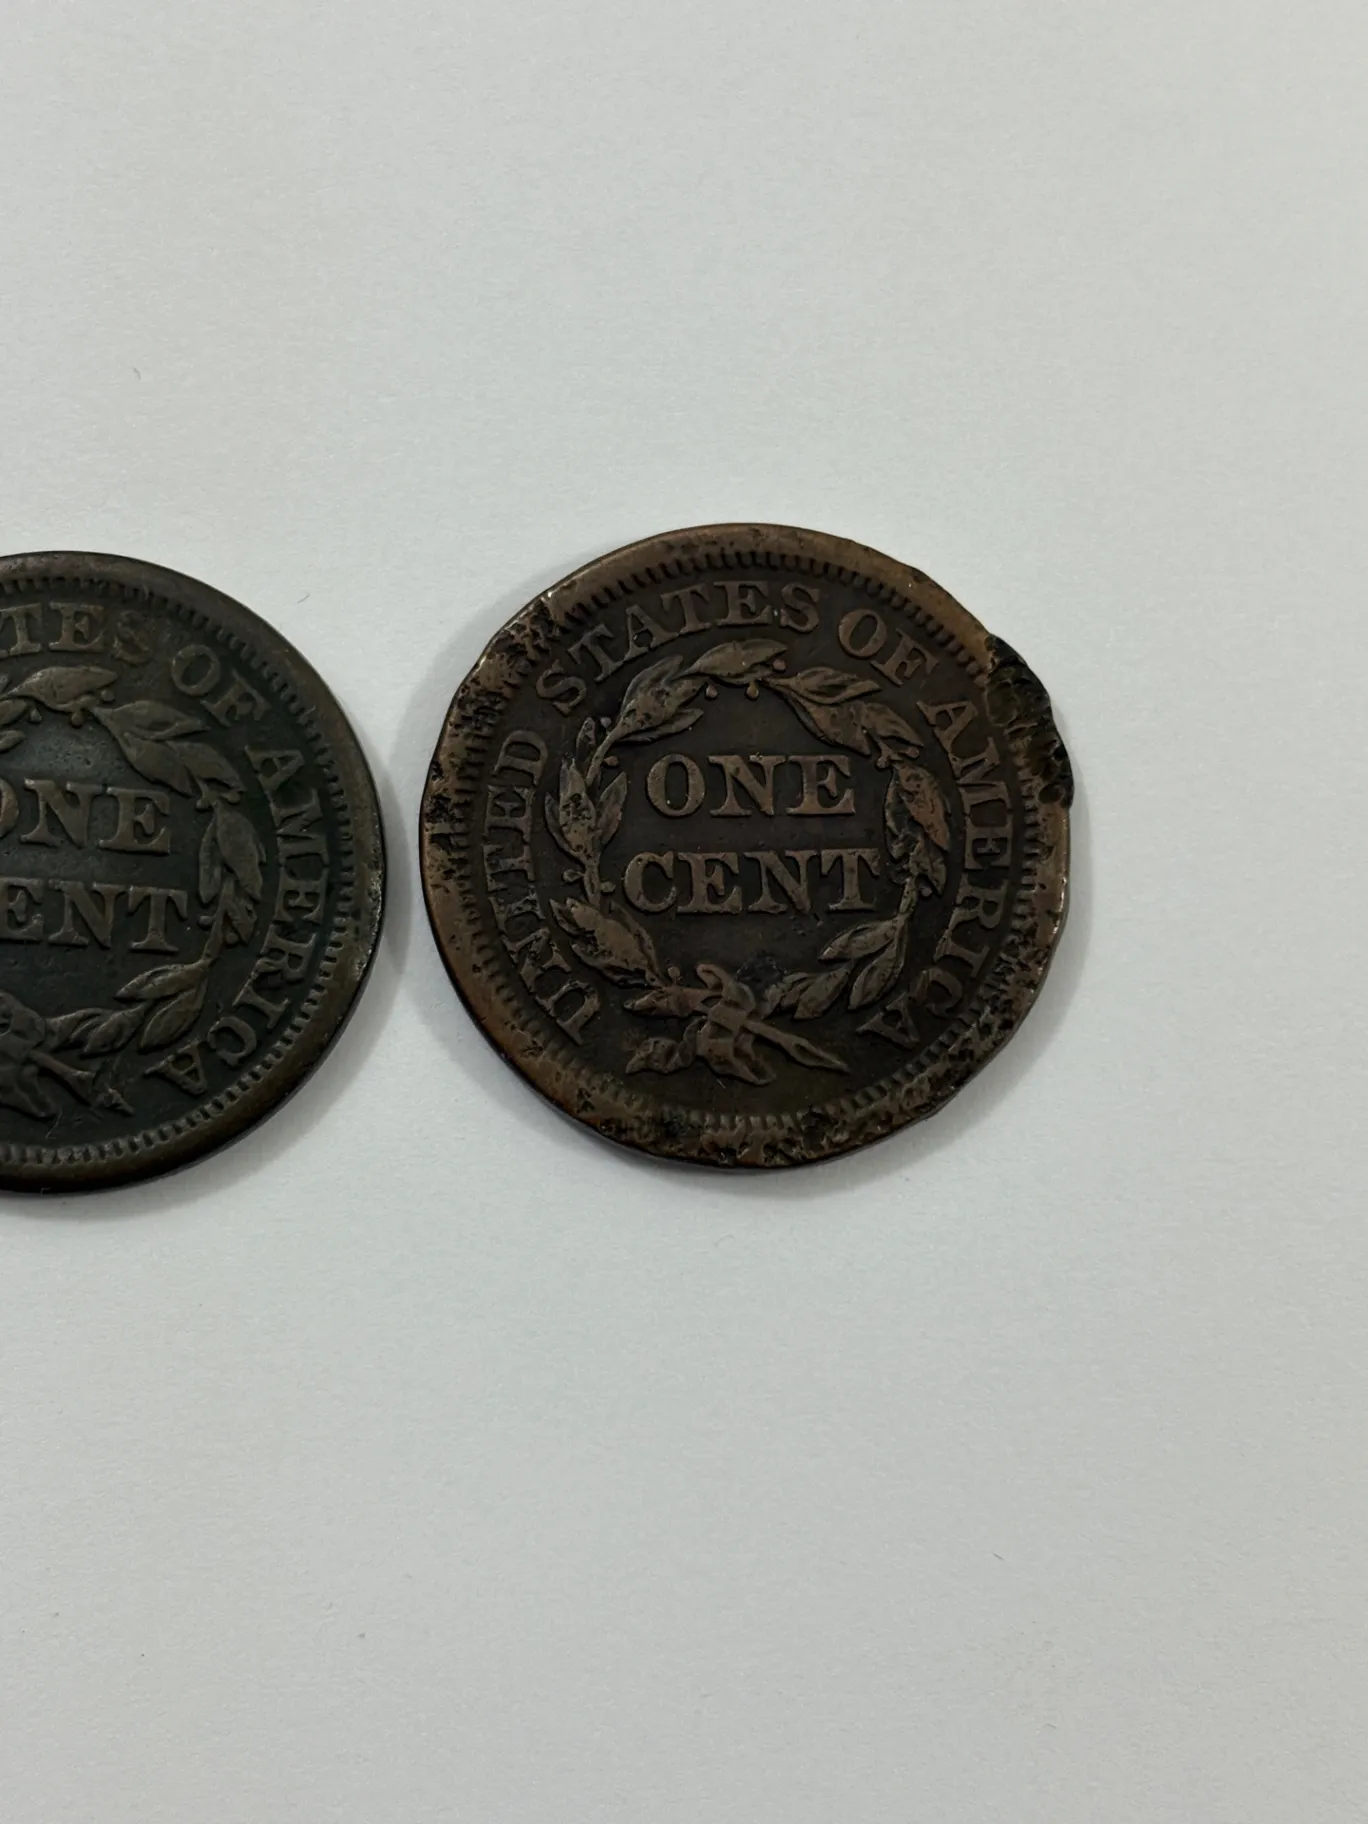 TES OF AMERICA
ONE
ENT
UNITED STATES OF AMERICA
ONE
CENT